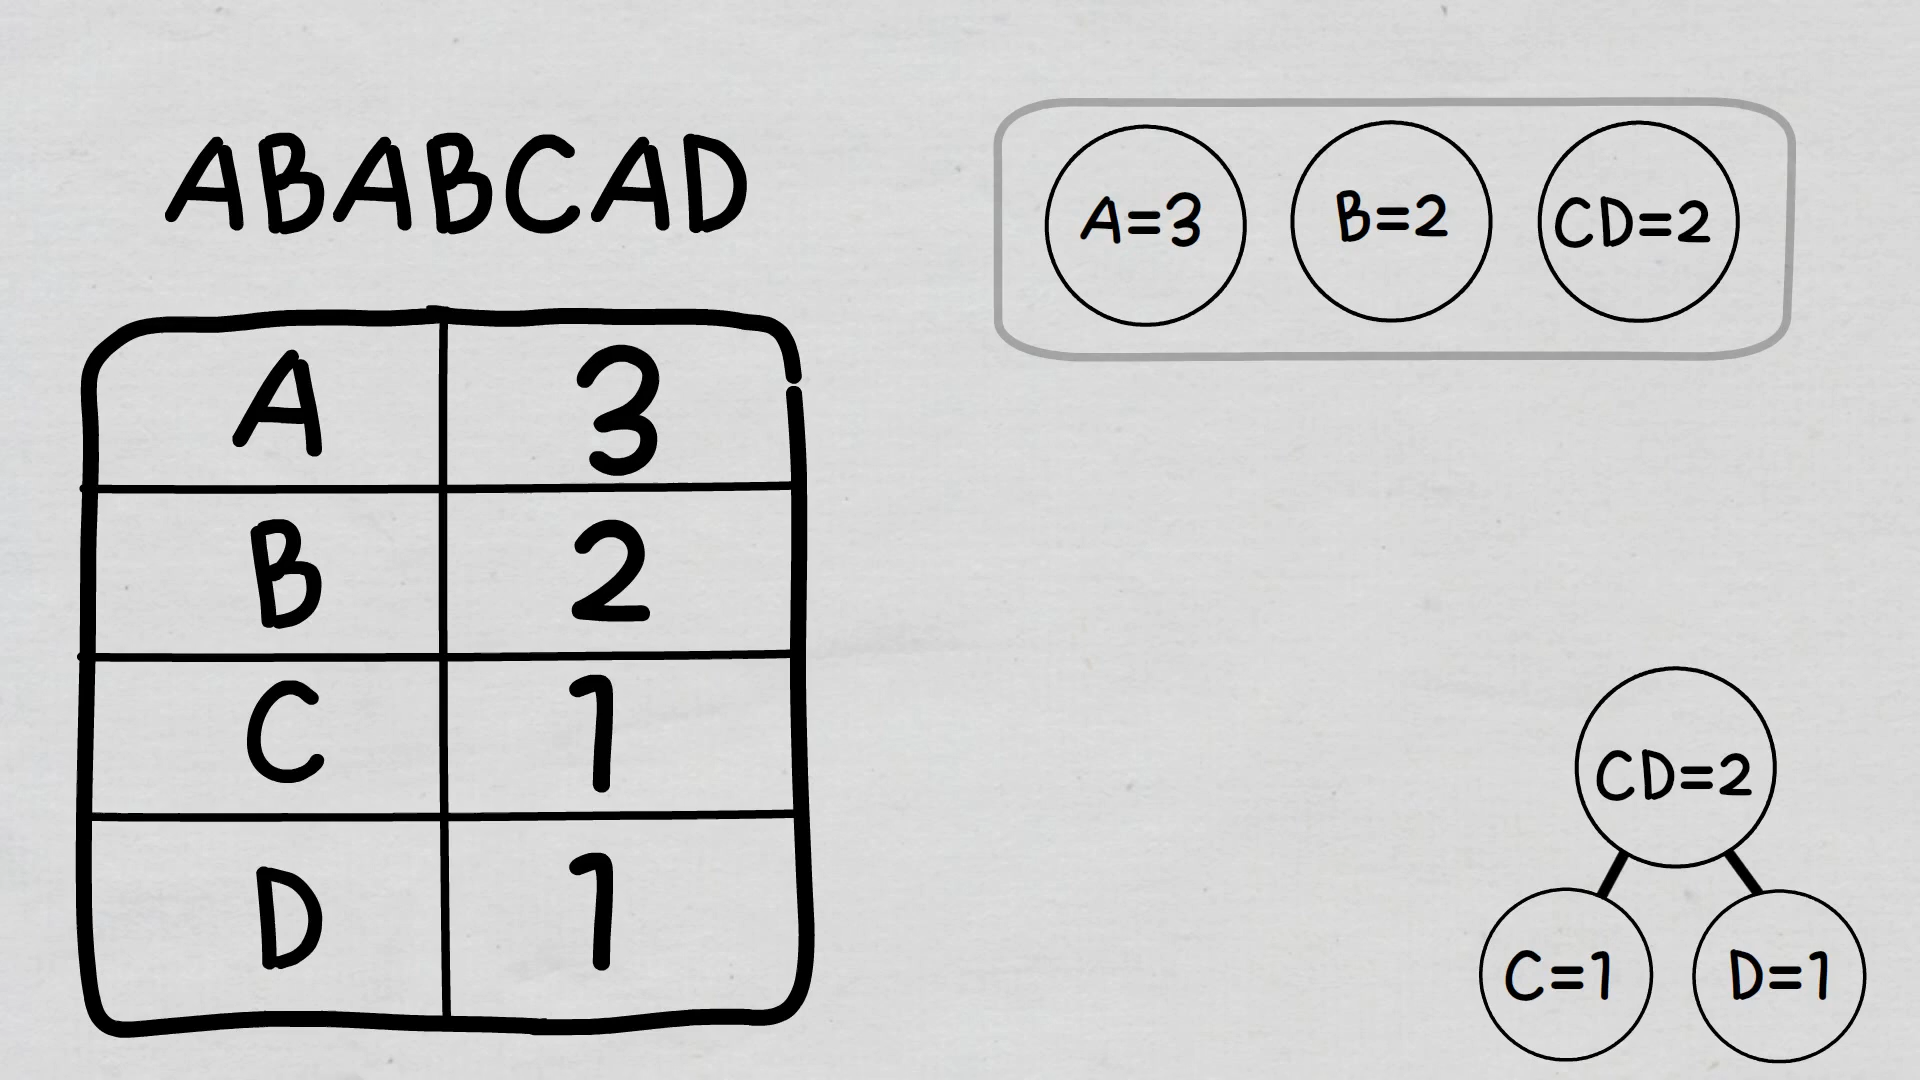 ABABCAD
A 3
B 2
C 1
D 1
A=3 B=2 CD=2
CD=2
C=1 D=1